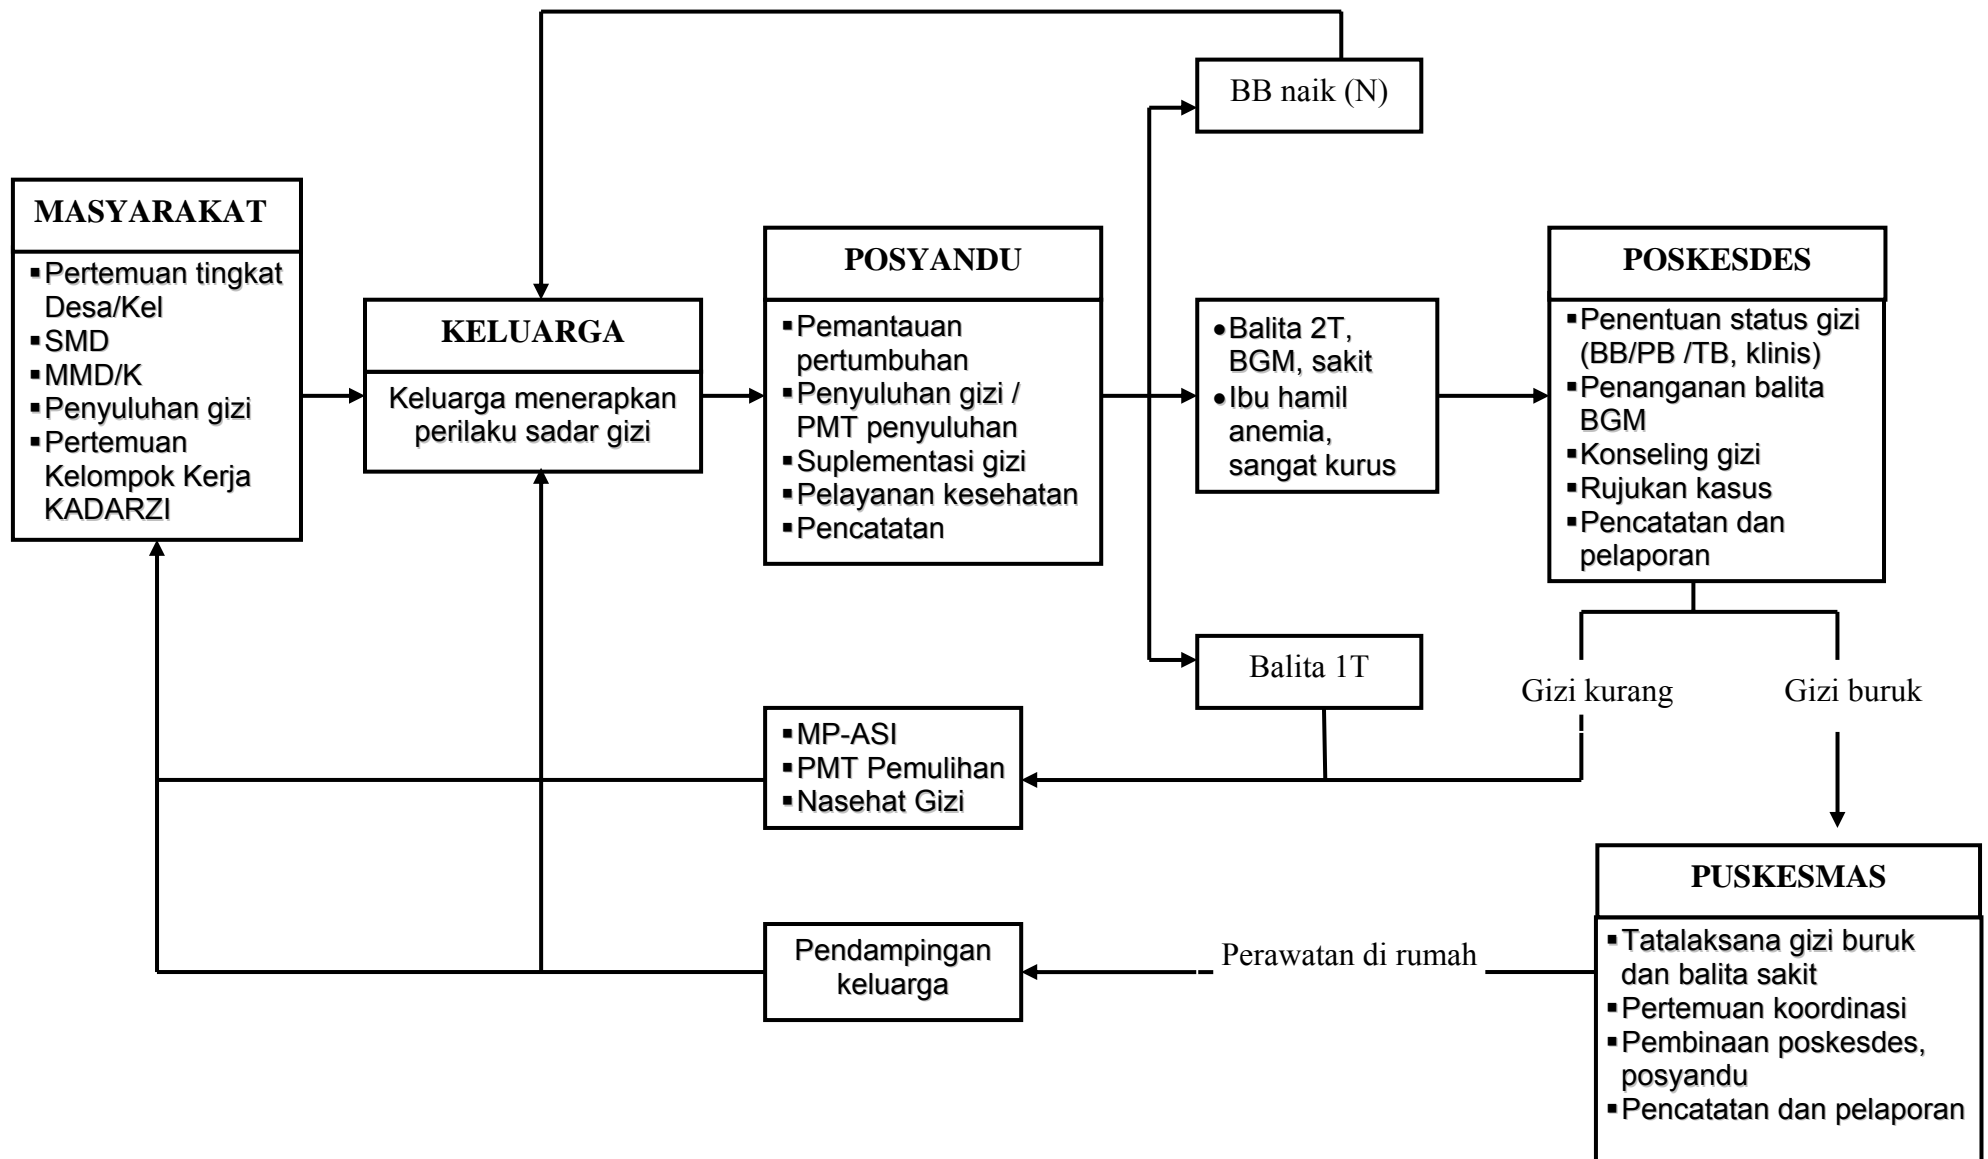 BB naik (N)
MASYARAKAT
▪Pertemuan tingkat
Desa/Kel
▪SMD
▪MMD/K
▪Penyuluhan gizi
▪Pertemuan
Kelompok Kerja
KADARZI
KELUARGA
Keluarga menerapkan
perilaku sadar gizi
POSYANDU
▪Pemantauan
pertumbuhan
▪Penyuluhan gizi /
PMT penyuluhan
▪Suplementasi gizi
▪Pelayanan kesehatan
▪Pencatatan
•Balita 2T,
BGM, sakit
•Ibu hamil
anemia,
sangat kurus
POSKESDES
▪Penentuan status gizi
(BB/PB /TB, klinis)
▪Penanganan balita
BGM
▪Konseling gizi
▪Rujukan kasus
▪Pencatatan dan
pelaporan
Balita 1T
Gizi kurang
Gizi buruk
▪MP-ASI
▪PMT Pemulihan
▪Nasehat Gizi
Pendampingan
keluarga
Perawatan di rumah
PUSKESMAS
▪Tatalaksana gizi buruk
dan balita sakit
▪Pertemuan koordinasi
▪Pembinaan poskesdes,
posyandu
▪Pencatatan dan pelaporan